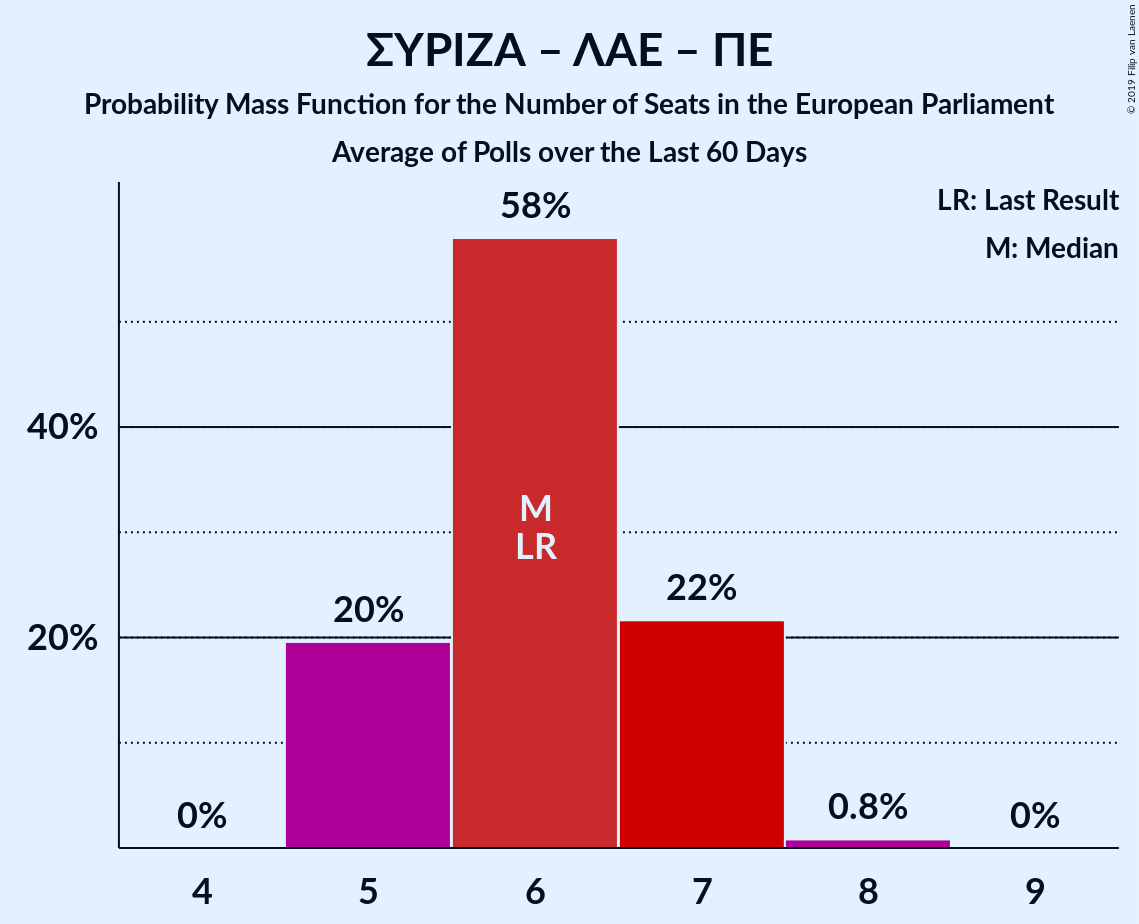 ΣΥΡΙΖΑ – ΛΑΕ – ΠΕ
Probability Mass Function for the Number of Seats in the European Parliament
Average of Polls over the Last 60 Days
© 2019 Filip van Laenen
LR: Last Result
M: Median
58%
40%
M
LR
22%
20%
20%
0%
0.8%
0%
4 5 6 7 8 9